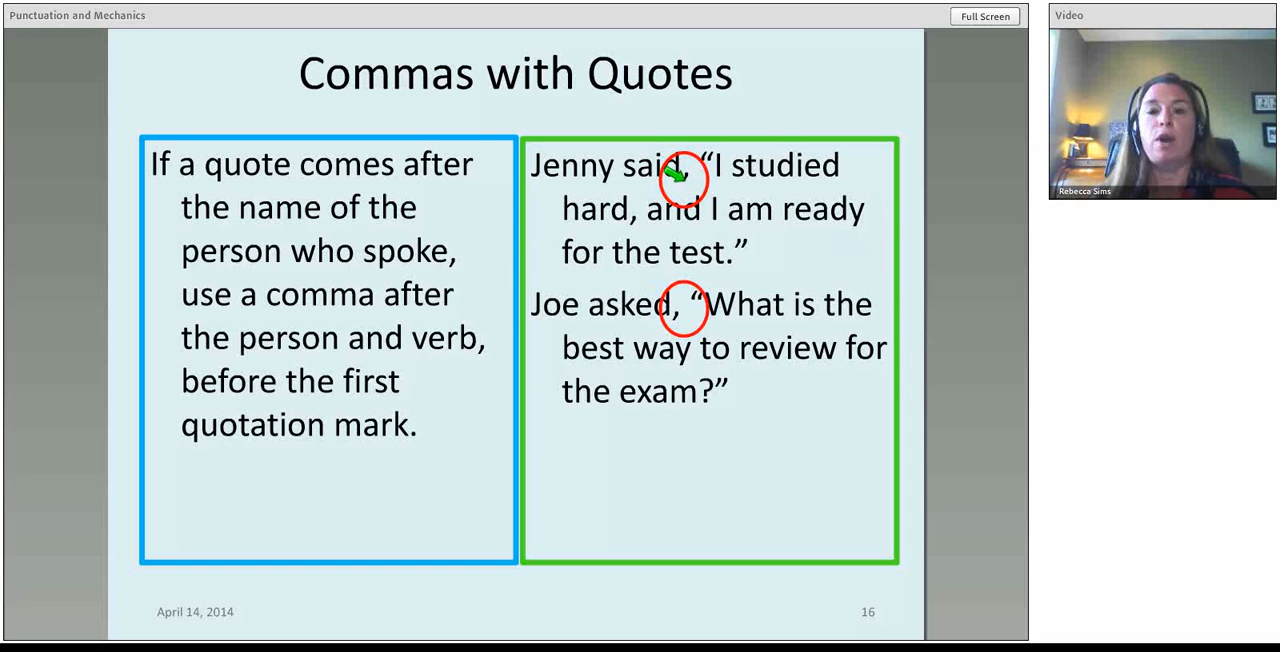 Punctuation and Mechanics
Full Screen
Video
Commas with Quotes
If a quote comes after
the name of the
person who spoke,
use a comma after
the person and verb,
before the first
quotation mark.
Jenny said, “I studied
hard, and I am ready
for the test.”
Joe asked, “What is the
best way to review for
the exam?”
Rebecca Sims
April 14, 2014
16